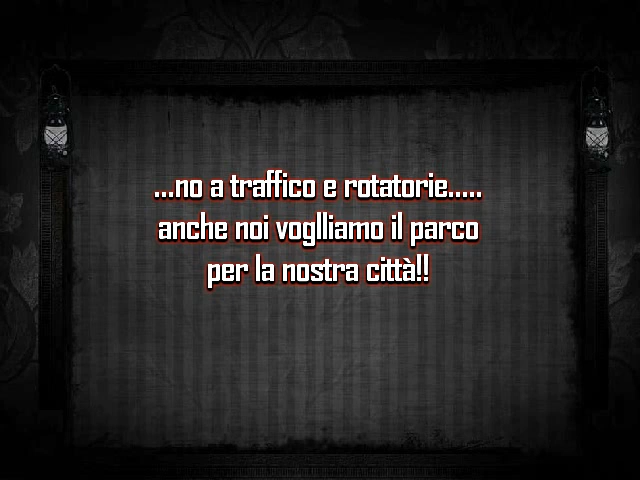 ...no a traffico e rotatorie.....
anche noi voglliamo il parco
per la nostra città!!